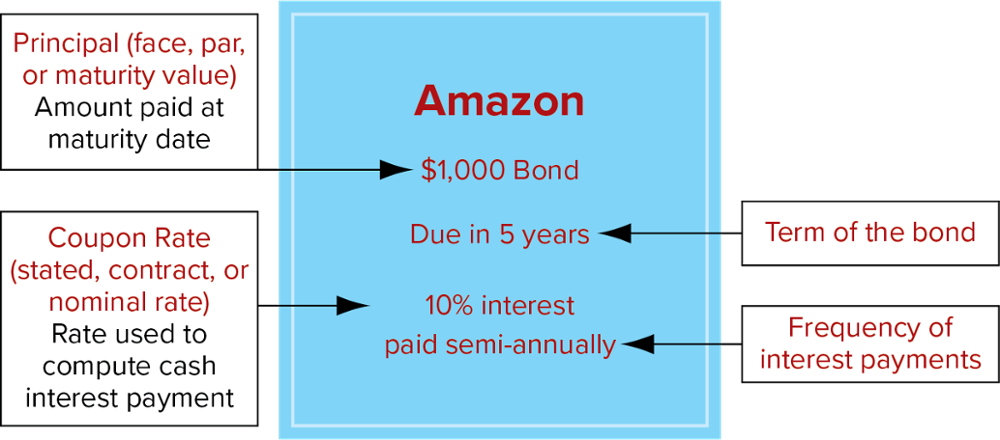 Principal (face, par,
or maturity value)
Amount paid at
maturity date
Amazon
$1,000 Bond
Due in 5 years
Term of the bond
Coupon Rate
(stated, contract, or
nominal rate)
Rate used to
compute cash
interest payment
10% interest
paid semi-annually
Frequency of
interest payments